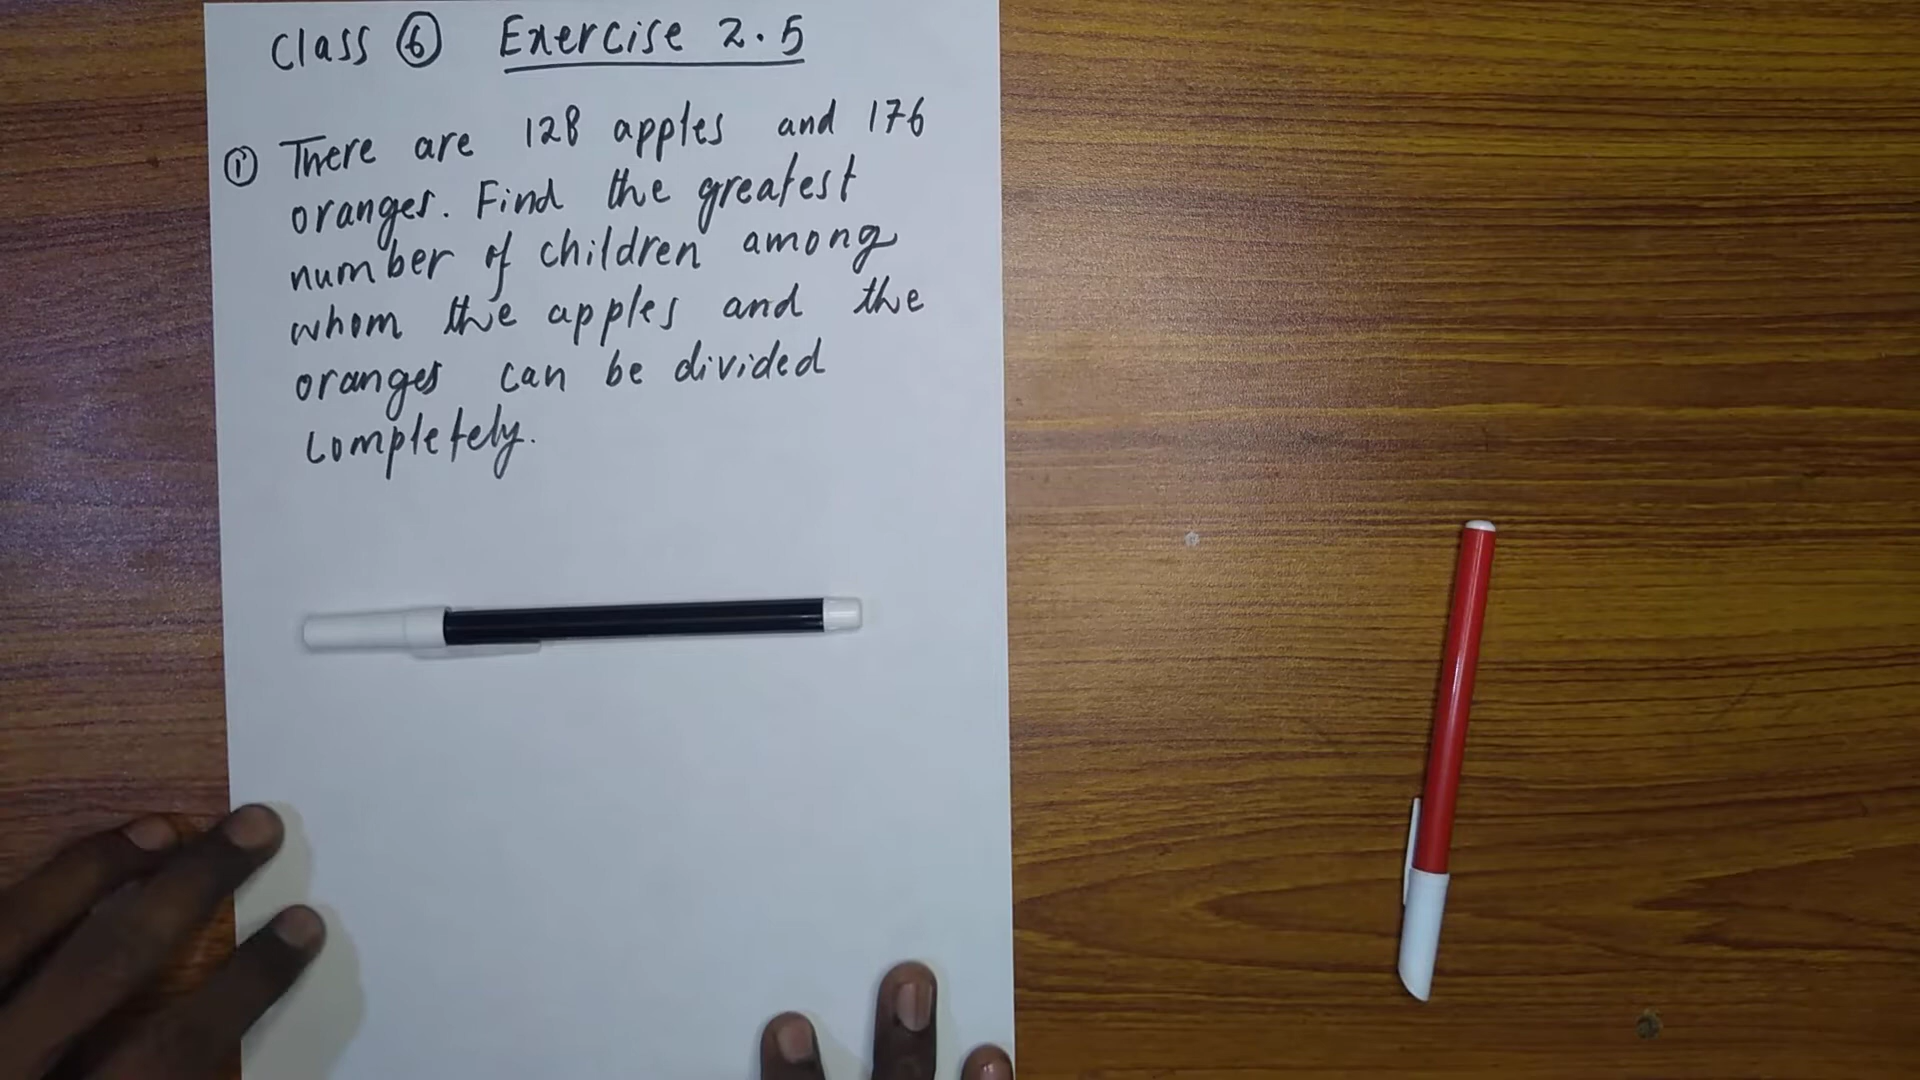 Class ⑥ Exercise 2.5
① There are 128 apples and 176
oranges. Find the greatest
number of children among
whom the apples and the
oranges can be divided
completely.